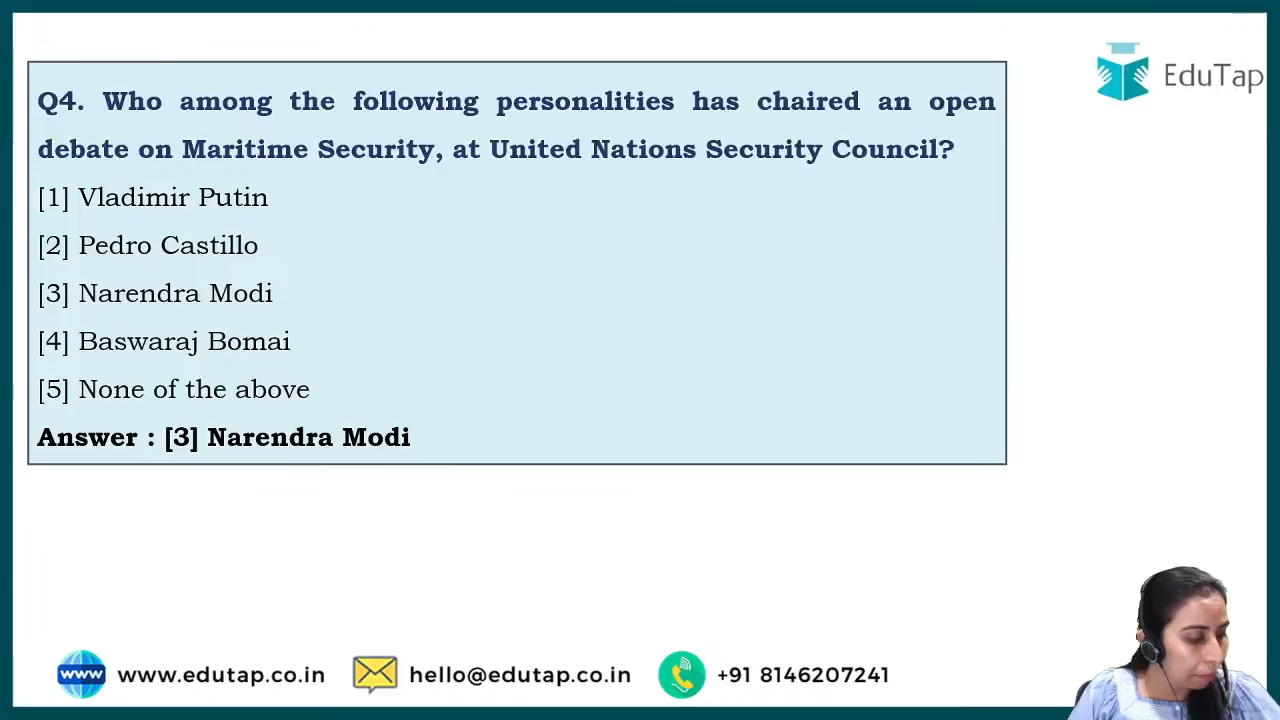 EduTap
Q4. Who among the following personalities has chaired an open
debate on Maritime Security, at United Nations Security Council?
[1] Vladimir Putin
[2] Pedro Castillo
[3] Narendra Modi
[4] Baswaraj Bomai
[5] None of the above
Answer : [3] Narendra Modi
www www.edutap.co.in hello@edutap.co.in +91 8146207241